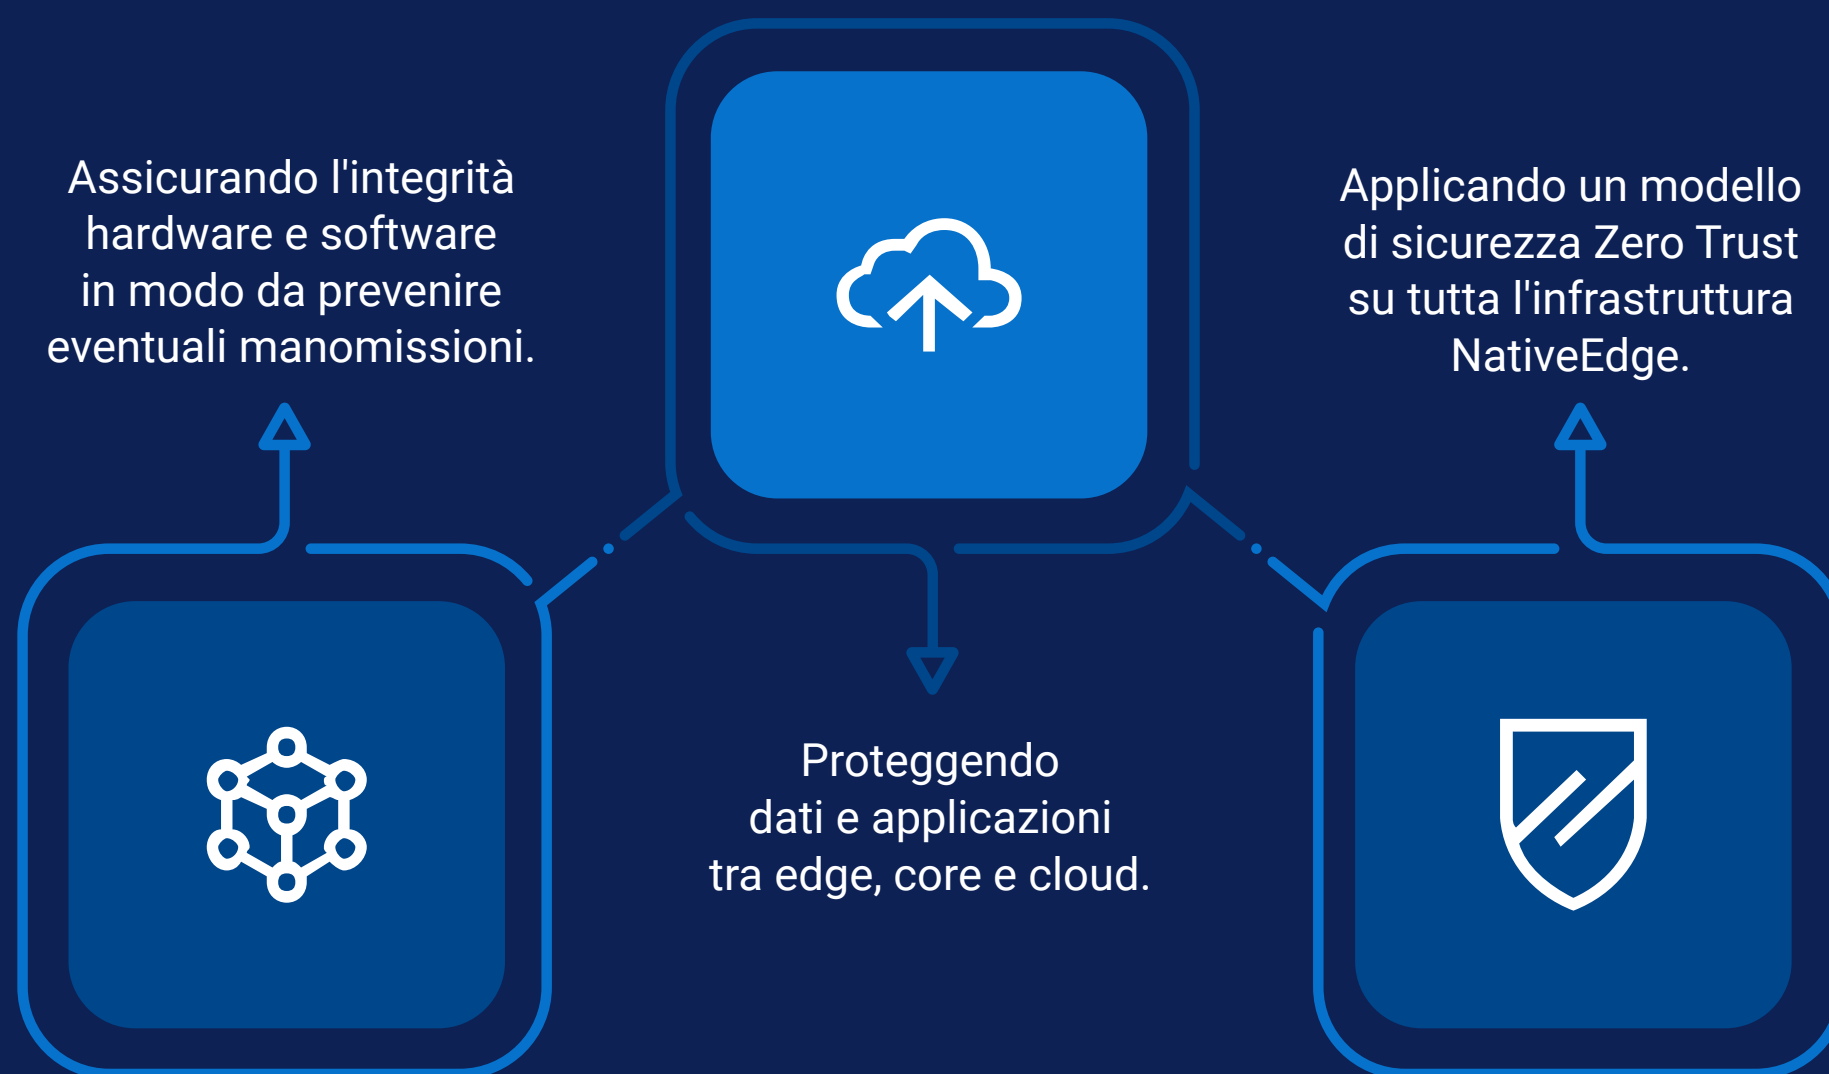 Assicurando l'integrità
hardware e software
in modo da prevenire
eventuali manomissioni.
Proteggendo
dati e applicazioni
tra edge, core e cloud.
Applicando un modello
di sicurezza Zero Trust
su tutta l'infrastruttura
NativeEdge.